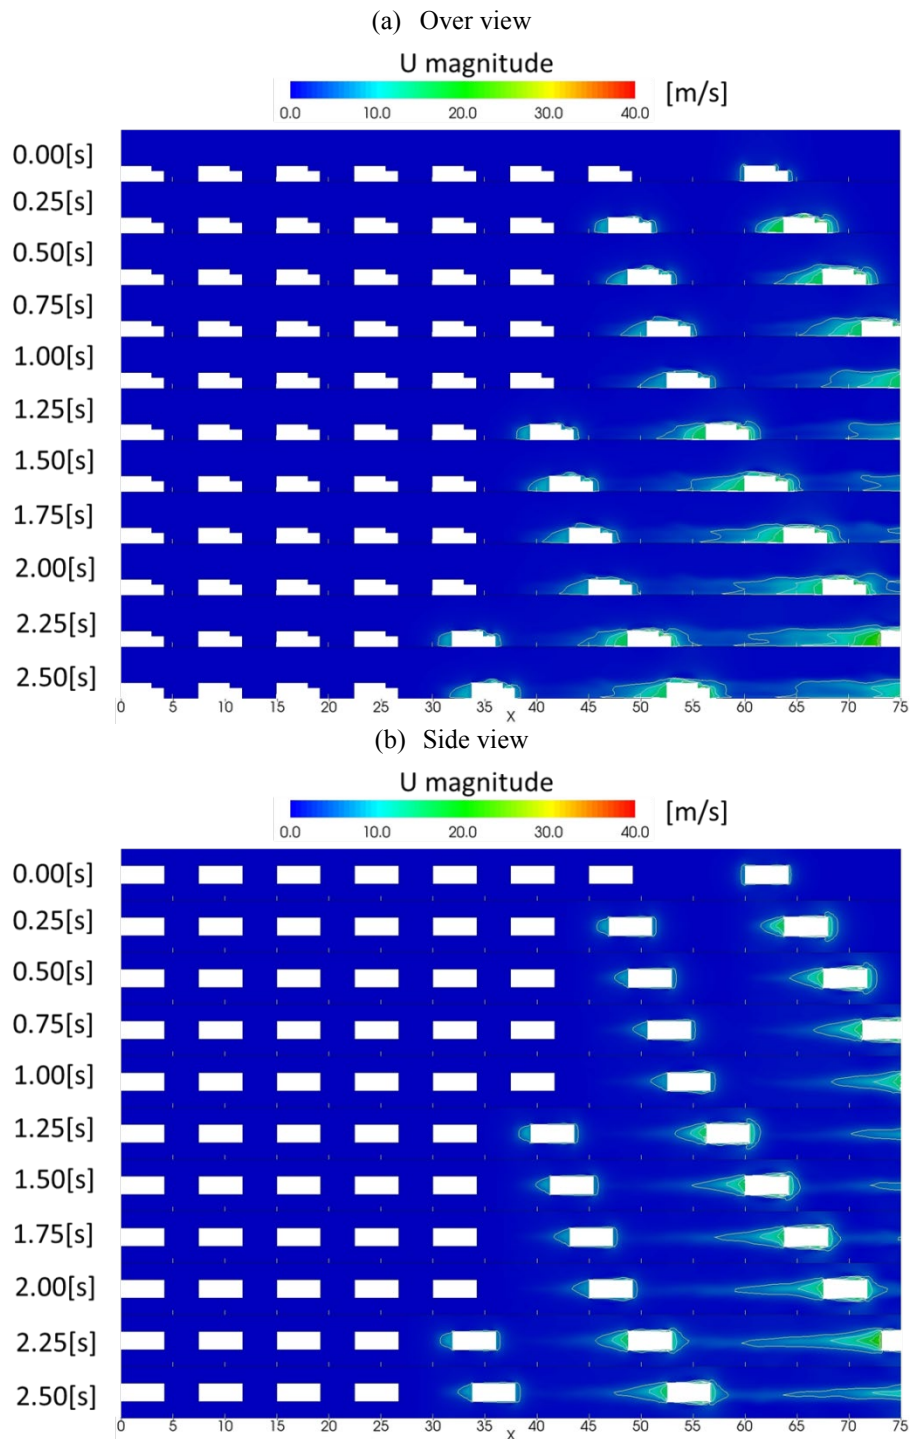 (a) Over view
U magnitude
0.0 10.0 20.0 30.0 40.0 [m/s]
0.00[s]
0.25[s]
0.50[s]
0.75[s]
1.00[s]
1.25[s]
1.50[s]
1.75[s]
2.00[s]
2.25[s]
2.50[s]
0 5 10 15 20 25 30 35 40 45 50 55 60 65 70 75
x
(b) Side view
U magnitude
0.0 10.0 20.0 30.0 40.0 [m/s]
0.00[s]
0.25[s]
0.50[s]
0.75[s]
1.00[s]
1.25[s]
1.50[s]
1.75[s]
2.00[s]
2.25[s]
2.50[s]
0 5 10 15 20 25 30 35 40 45 50 55 60 65 70 75
x